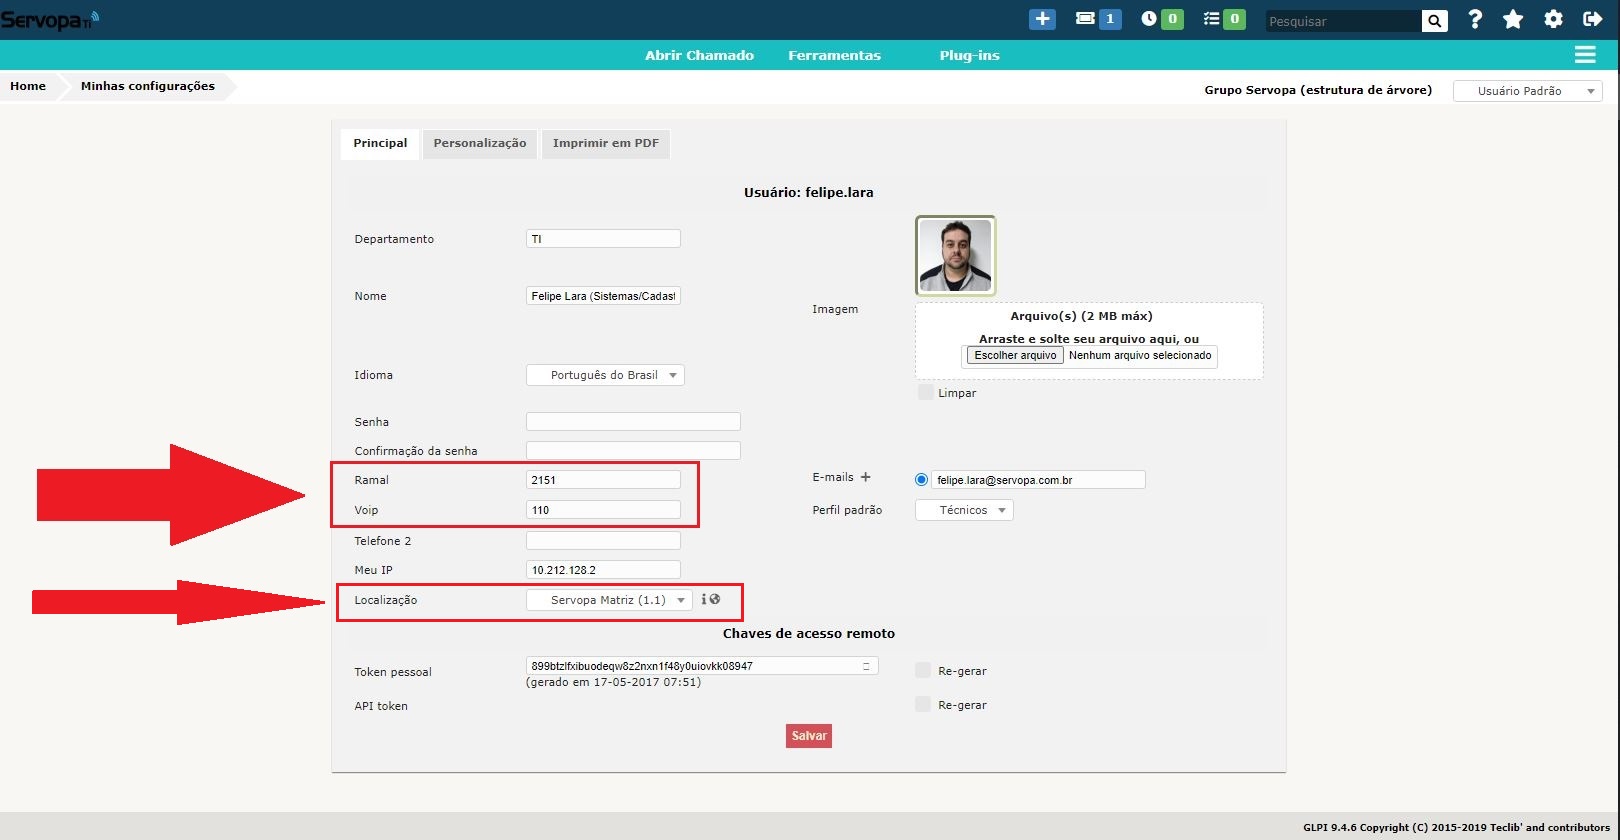 ServopaTi
1
0
0
Pesquisar
Abrir Chamado
Ferramentas
Plug-ins
Home
Minhas configurações
Grupo Servopa (estrutura de árvore)
Usuário Padrão
Principal
Personalização
Imprimir em PDF
Usuário: felipe.lara
Departamento
TI
Nome
Felipe Lara (Sistemas/Cadast
Imagem
Arquivo(s) (2 MB máx)
Arraste e solte seu arquivo aqui, ou
Escolher arquivo Nenhum arquivo selecionado
Limpar
Idioma
Português do Brasil
Senha
Confirmação da senha
Ramal
2151
E-mails
felipe.lara@servopa.com.br
Voip
110
Perfil padrão
Técnicos
Telefone 2
Meu IP
10.212.128.2
Localização
Servopa Matriz (1.1)
Chaves de acesso remoto
Token pessoal
899btzlfxibuodeqw8z2nxn1f48y0uiovkk08947
(gerado em 17-05-2017 07:51)
Re-gerar
API token
Re-gerar
Salvar
GLPI 9.4.6 Copyright (C) 2015-2019 Teclib' and contributors